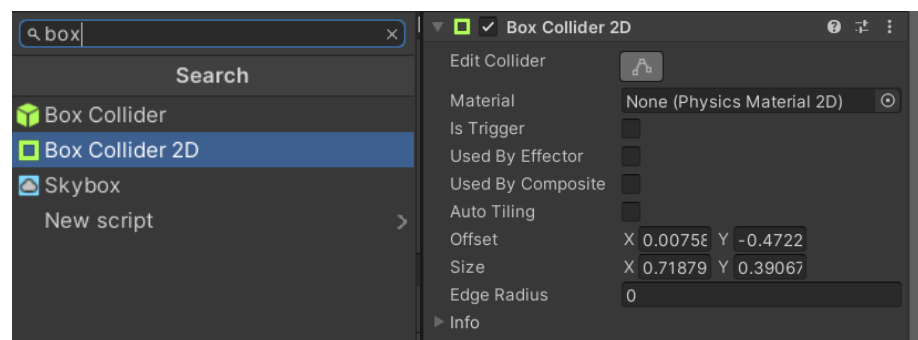 box
Search
Box Collider
Box Collider 2D
Skybox
New script
Box Collider 2D
Edit Collider
Material None (Physics Material 2D)
Is Trigger
Used By Effector
Used By Composite
Auto Tiling
Offset X 0.00758 Y -0.4722
Size X 0.71879 Y 0.39067
Edge Radius 0
Info